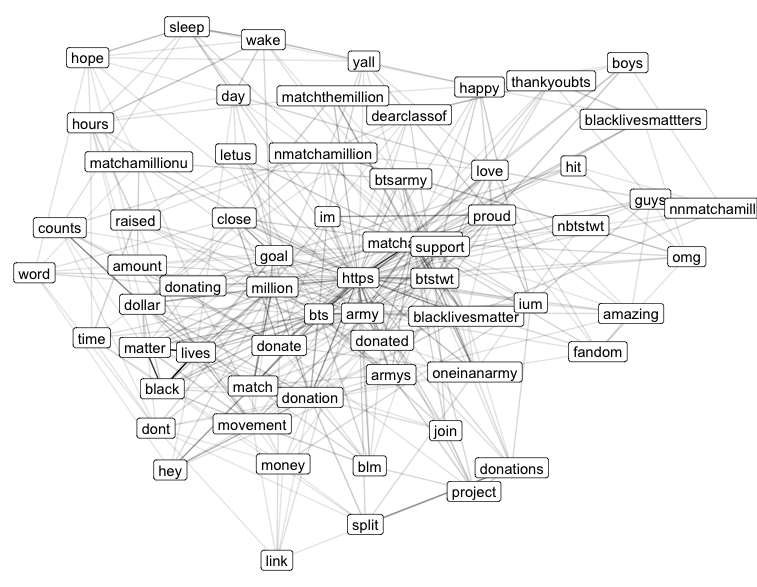 sleep
wake
hope
yall
boys
happy
thankyoubts
day
matchthemillion
dearclassof
blacklivesmattters
hours
letus
nmatchamillion
matchamillionu
love
hit
btsarmy
guys
nnmatchamill
counts
raised
close
im
proud
nbtstwt
matcha
support
goal
omg
word
amount
donating
million
https
btstwt
dollar
bts
army
blacklivesmatter
ium
amazing
time
matter
lives
donate
donated
fandom
black
match
donation
armys
oneinanarmy
dont
movement
join
hey
money
blm
donations
project
split
link